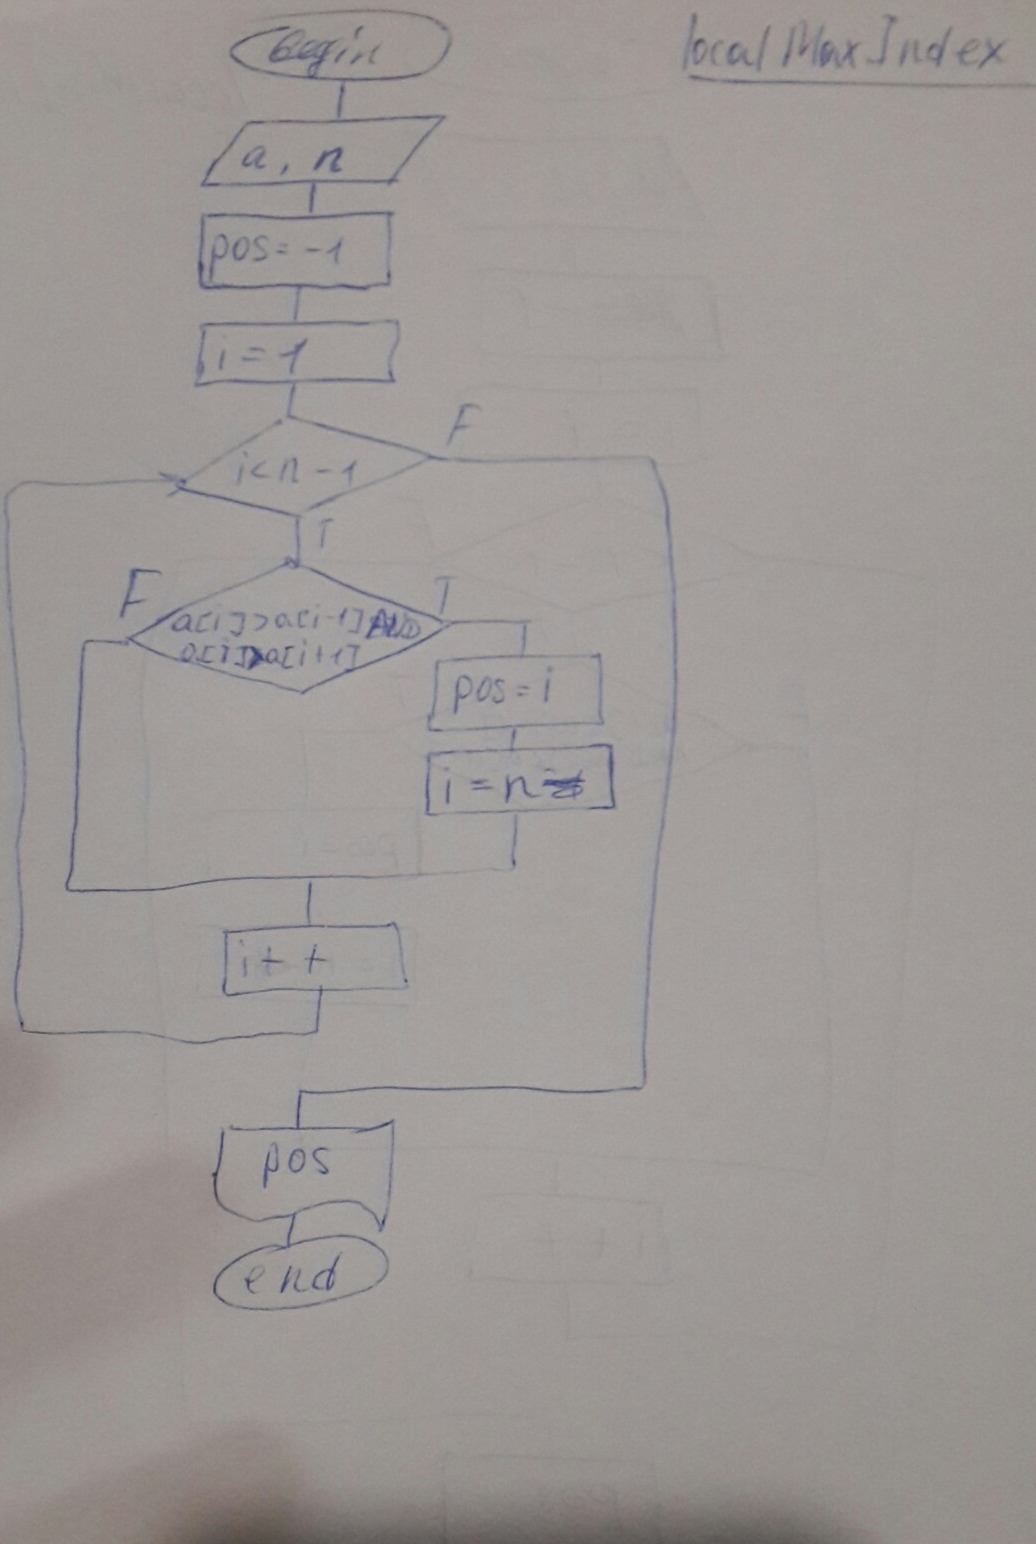 localMaxIndex
Begin
a, n
pos=-1
i=1
i<n-1
F
T
F
T
a[i]>a[i-1]AND
a[i]>a[i+1]
pos=i
i=n
i++
pos
end